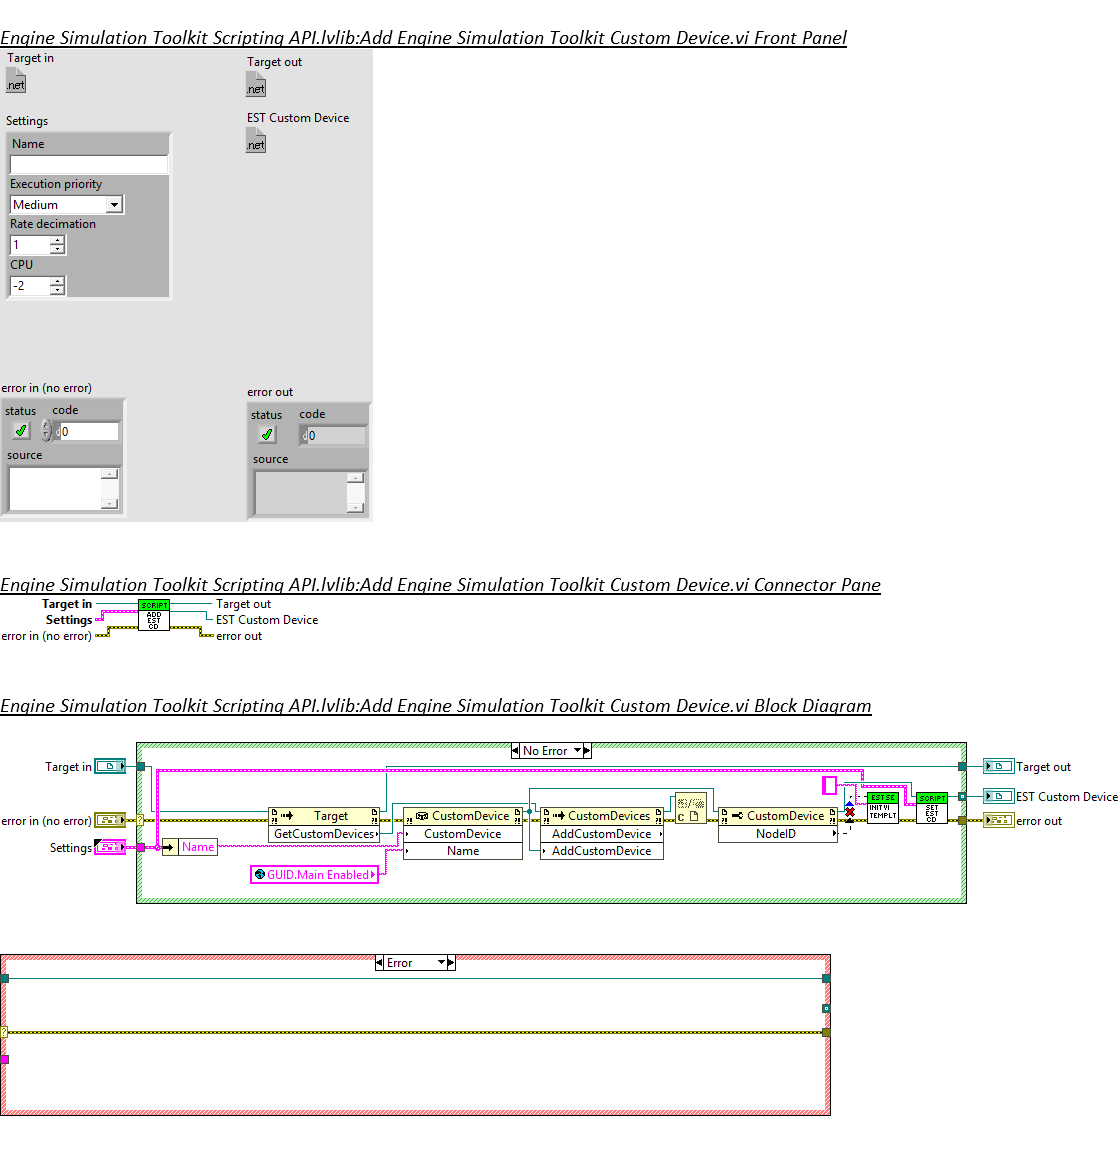 Engine Simulation Toolkit Scripting API.lvlib:Add Engine Simulation Toolkit Custom Device.vi Front Panel
Target in
Target out
.net
.net
Settings
EST Custom Device
.net
Name
Execution priority
Medium
Rate decimation
1
CPU
-2
error in (no error)
error out
status code
status code
d 0
d 0
source
source
Engine Simulation Toolkit Scripting API.lvlib:Add Engine Simulation Toolkit Custom Device.vi Connector Pane
Target in
SCRIPT
Target out
Settings
ADD
EST
CD
EST Custom Device
error in (no error)
error out
Engine Simulation Toolkit Scripting API.lvlib:Add Engine Simulation Toolkit Custom Device.vi Block Diagram
No Error
Target in
Target out
EST Custom Device
error in (no error)
error out
Settings
Name
Target
GetCustomDevices
CustomDevice
CustomDevice
Name
GUID.Main Enabled
CustomDevices
AddCustomDevice
AddCustomDevice
C
CustomDevice
NodeID
EST SE
INIT VI
TEMPLT
SCRIPT
SET
EST
CD
?
Error
?